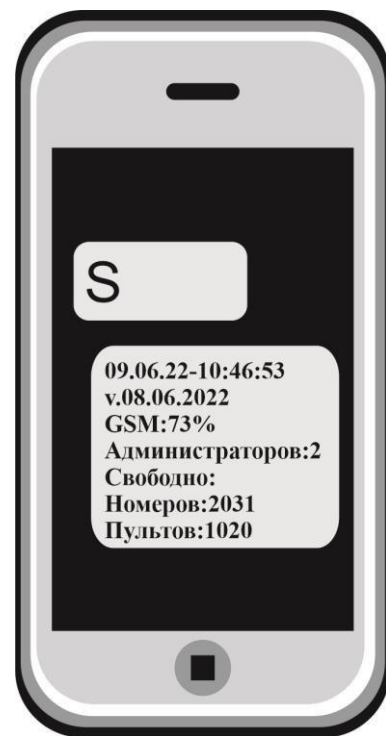 S
09.06.22-10:46:53
v.08.06.2022
GSM:73%
Администраторов:2
Свободно:
Номеров:2031
Пультов:1020